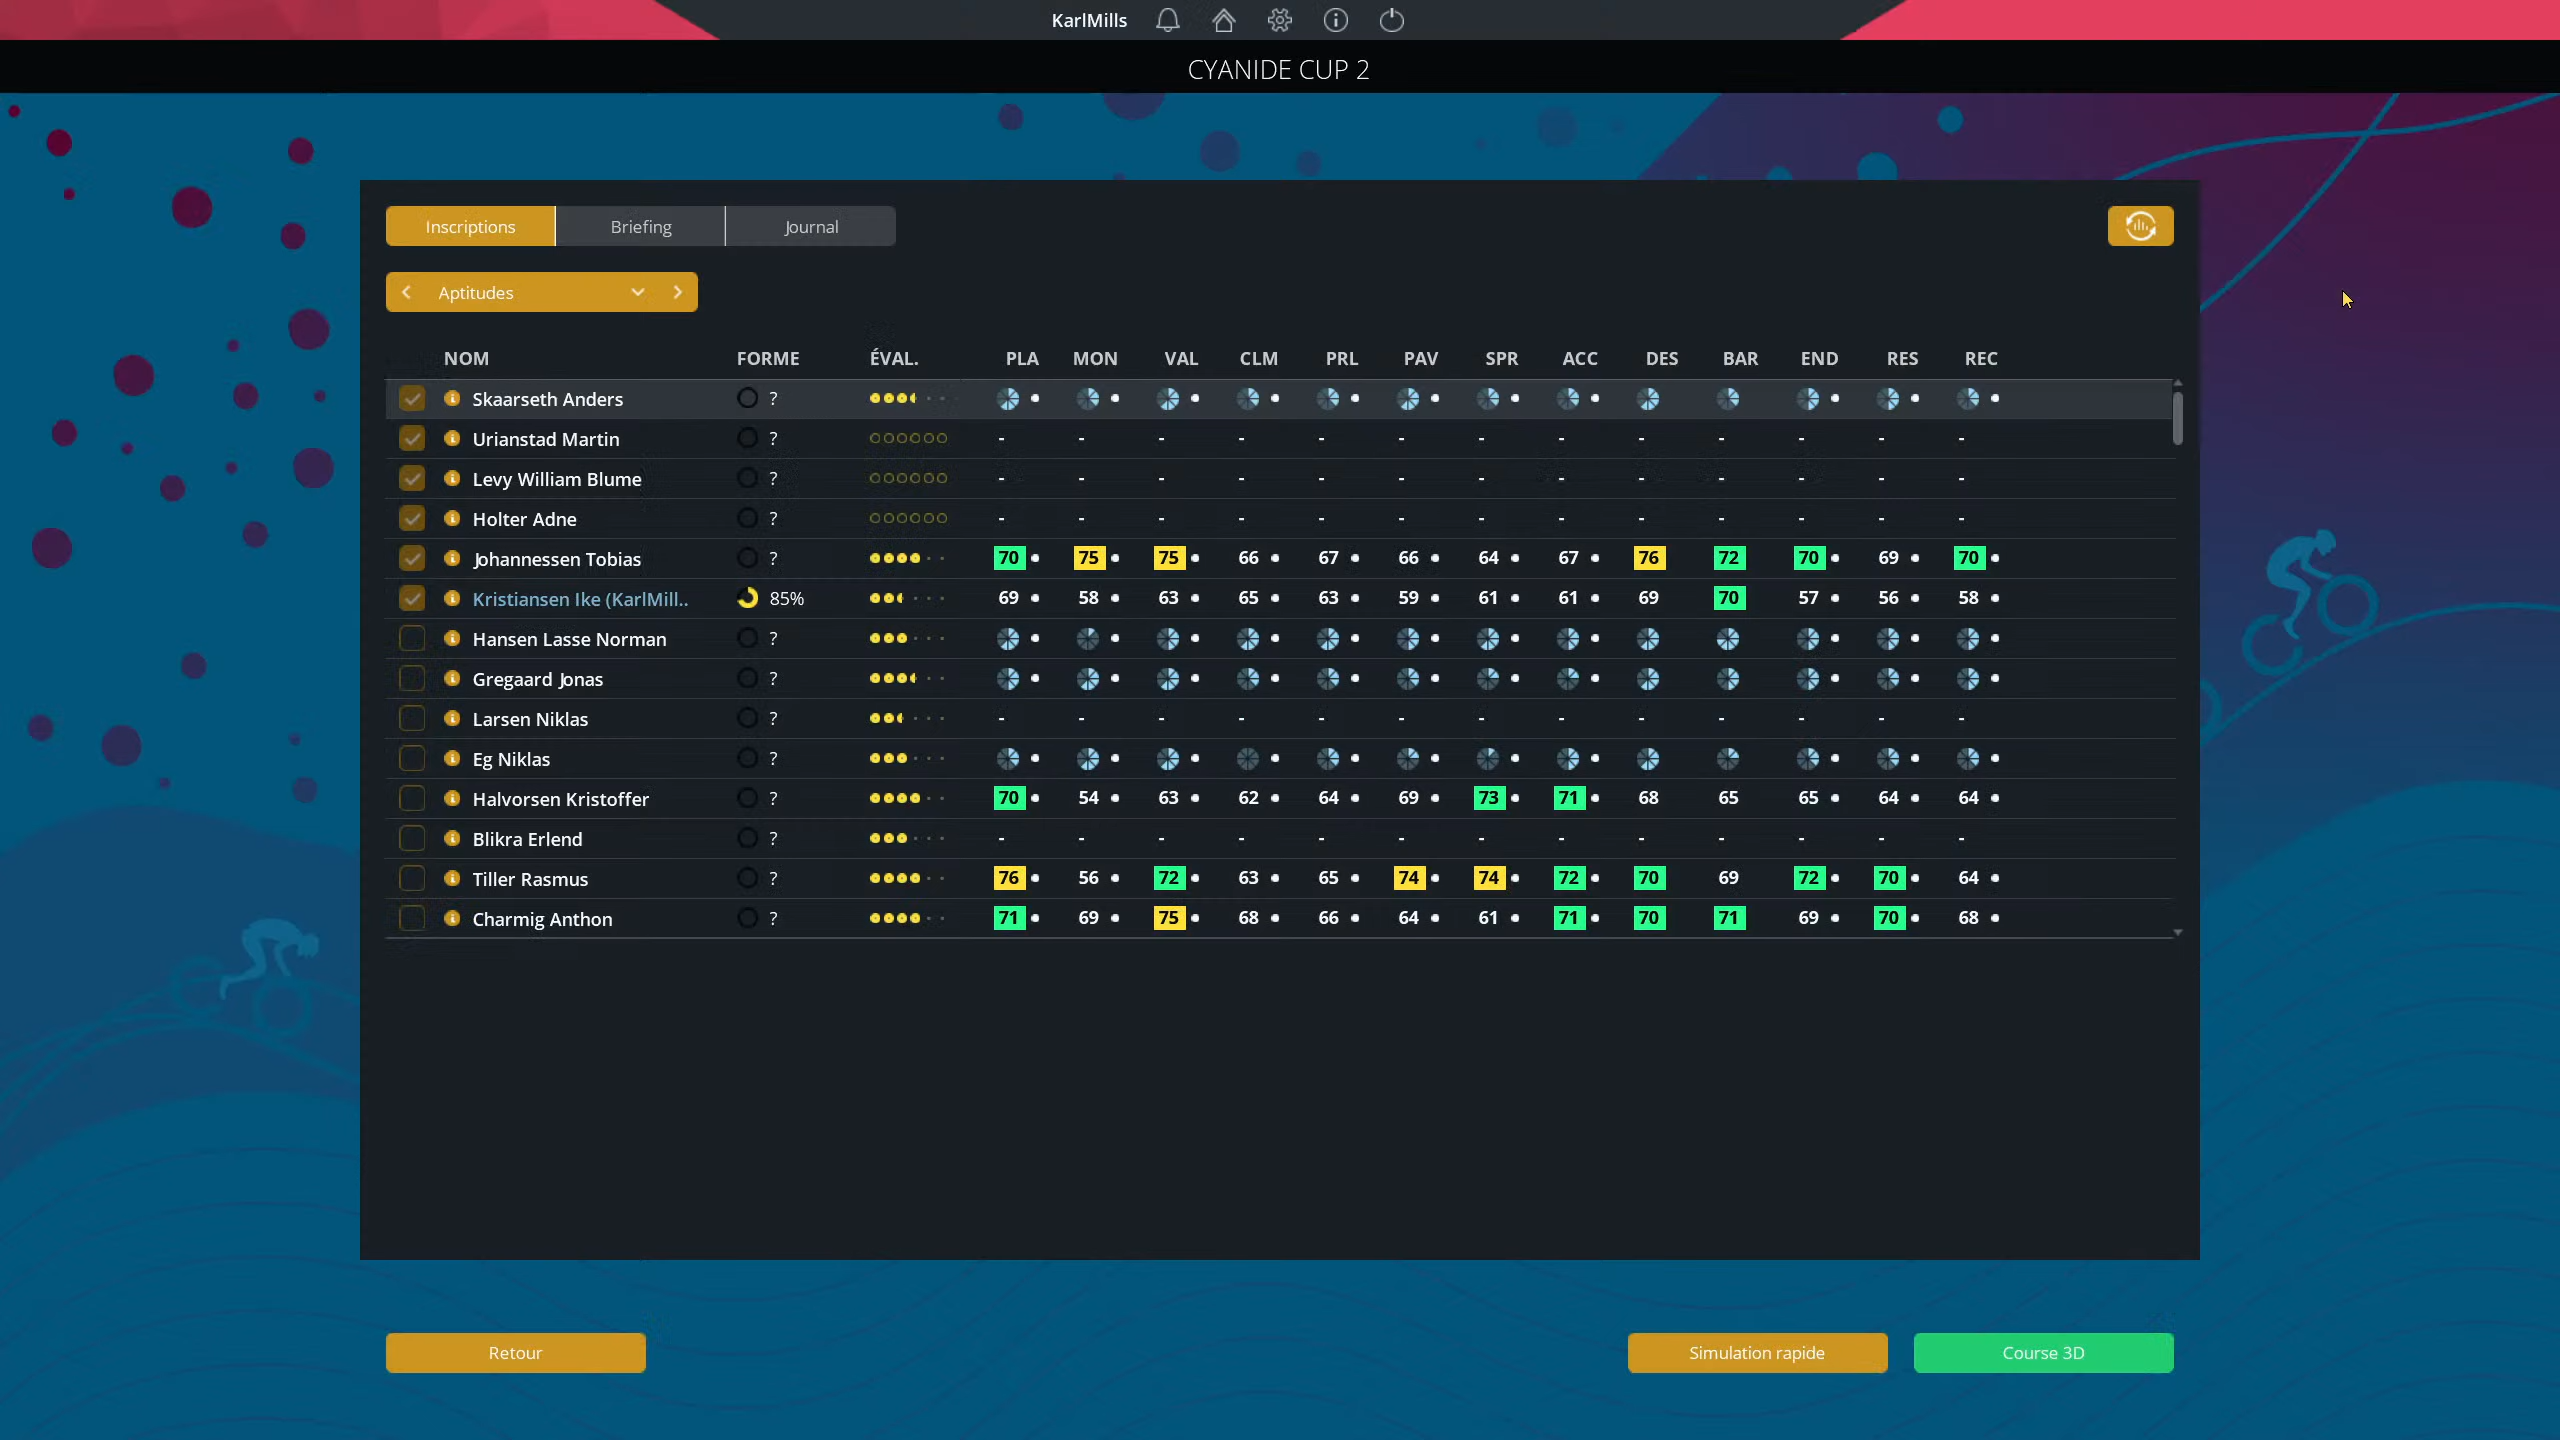 KarlMills
CYANIDE CUP 2
Inscriptions Briefing Journal
Aptitudes
NOM FORME ÉVAL. PLA MON VAL CLM PRL PAV SPR ACC DES BAR END RES REC
Skaarseth Anders ?
Urianstad Martin ? - - - - - - - - - - - - -
Levy William Blume ? - - - - - - - - - - - - -
Holter Adne ? - - - - - - - - - - - - -
Johannessen Tobias ? 70 75 75 66 67 66 64 67 76 72 70 69 70
Kristiansen Ike (KarlMill.. 85% 69 58 63 65 63 59 61 61 69 70 57 56 58
Hansen Lasse Norman ?
Gregaard Jonas ?
Larsen Niklas ? - - - - - - - - - - - - -
Eg Niklas ?
Halvorsen Kristoffer ? 70 54 63 62 64 69 73 71 68 65 65 64 64
Blikra Erlend ? - - - - - - - - - - - - -
Tiller Rasmus ? 76 56 72 63 65 74 74 72 70 69 72 70 64
Charmig Anthon ? 71 69 75 68 66 64 61 71 70 71 69 70 68
Retour Simulation rapide Course 3D